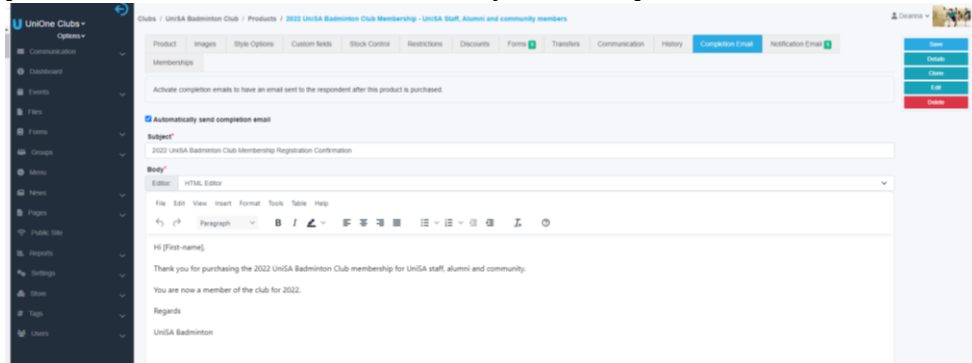 UniOne Clubs
Options
Communication
Dashboard
Events
Files
Forms
Groups
Menu
News
Pages
Public Site
Reports
Settings
Store
Tags
Users
Clubs / UniSA Badminton Club / Products / 2022 UniSA Badminton Club Membership - UniSA Staff, Alumni and community members
Deanna
Product Images Style Options Custom fields Stock Control Restrictions Discounts Forms 1 Transfers Communication History Completion Email Notification Email
Memberships
Save
Details
Clone
Edit
Delete
Activate completion emails to have an email sent to the respondent after this product is purchased.
Automatically send completion email
Subject*
2022 UniSA Badminton Club Membership Registration Confirmation
Body*
Editor: HTML Editor
File Edit View Insert Format Tools Table Help
Paragraph B I
Hi [First-name],
Thank you for purchasing the 2022 UniSA Badminton Club membership for UniSA staff, alumni and community.
You are now a member of the club for 2022.
Regards
UniSA Badminton